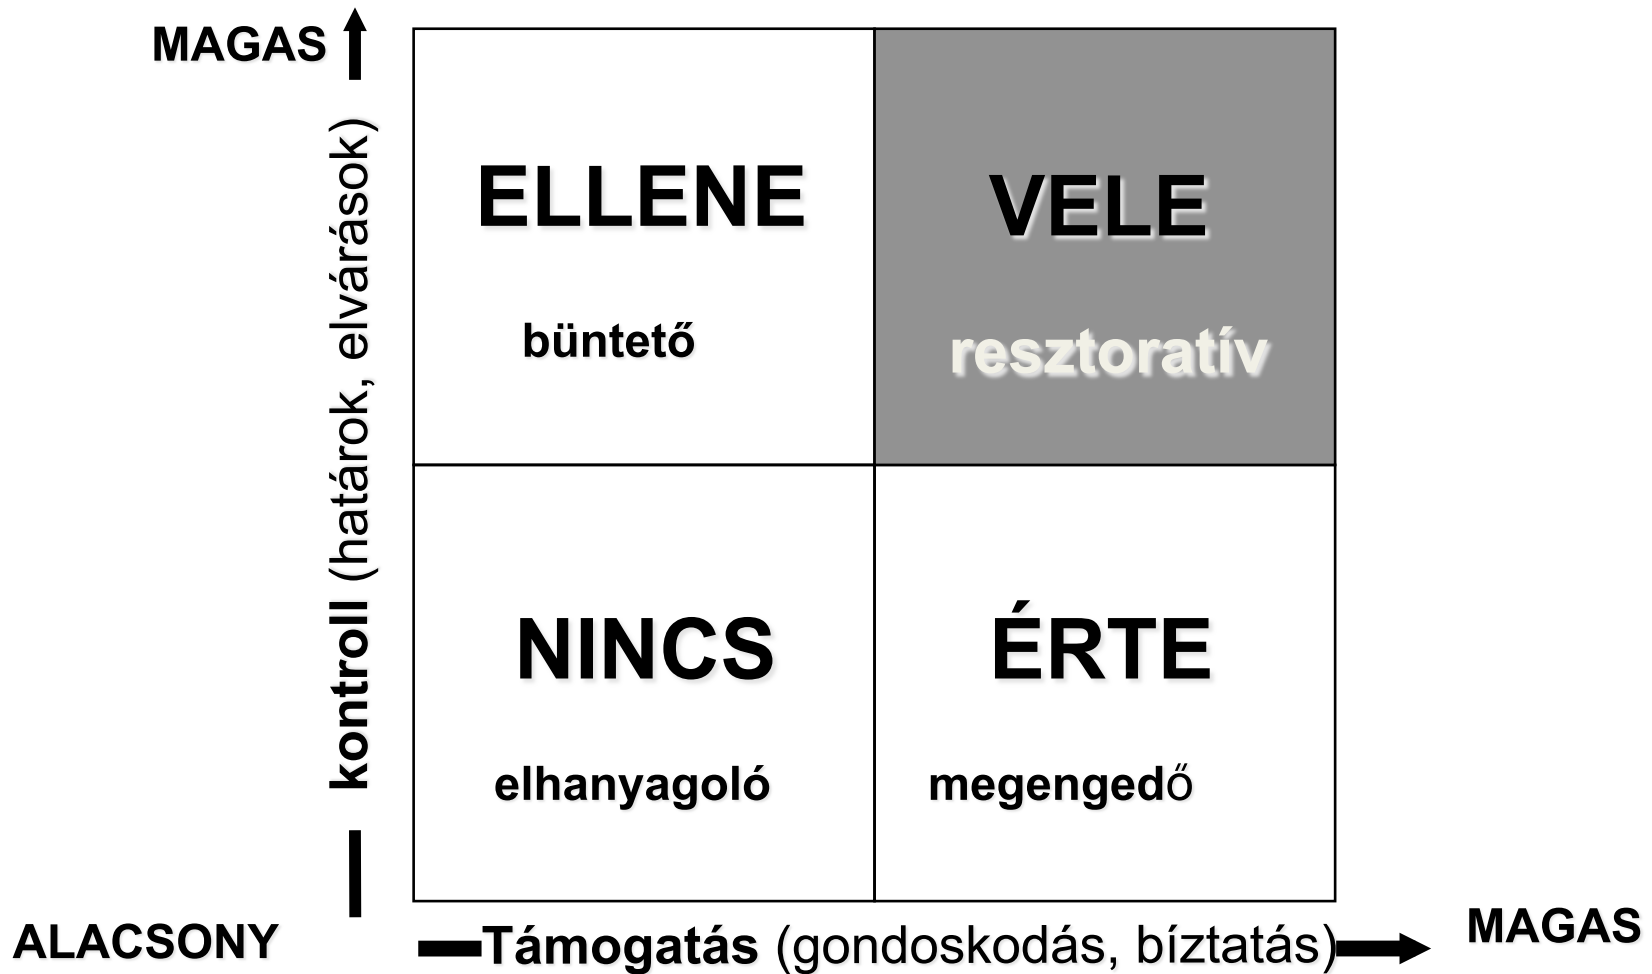 MAGAS
kontroll (határok, elvárások)
ELLENE
VELE
büntető
resztoratív
NINCS
ÉRTE
elhanyagoló
megengedő
ALACSONY
Támogatás (gondoskodás, bíztatás)
MAGAS